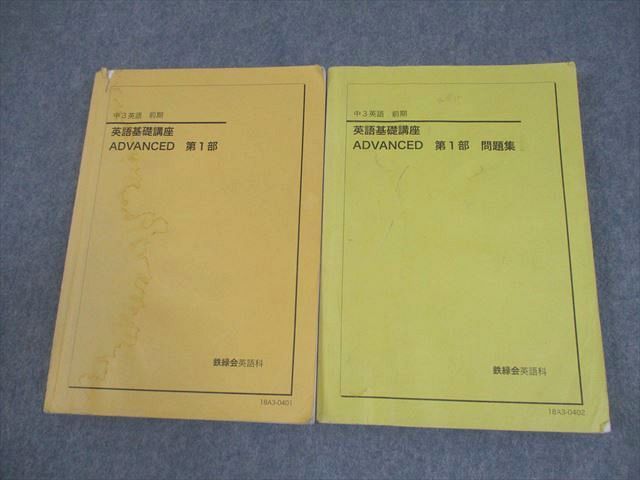 中3英語 前期
英語基礎講座
ADVANCED 第1部
鉄緑会英語科
18A3-0401
中3英語 前期
英語基礎講座
ADVANCED 第1部 問題集
鉄緑会英語科
18A3-0402